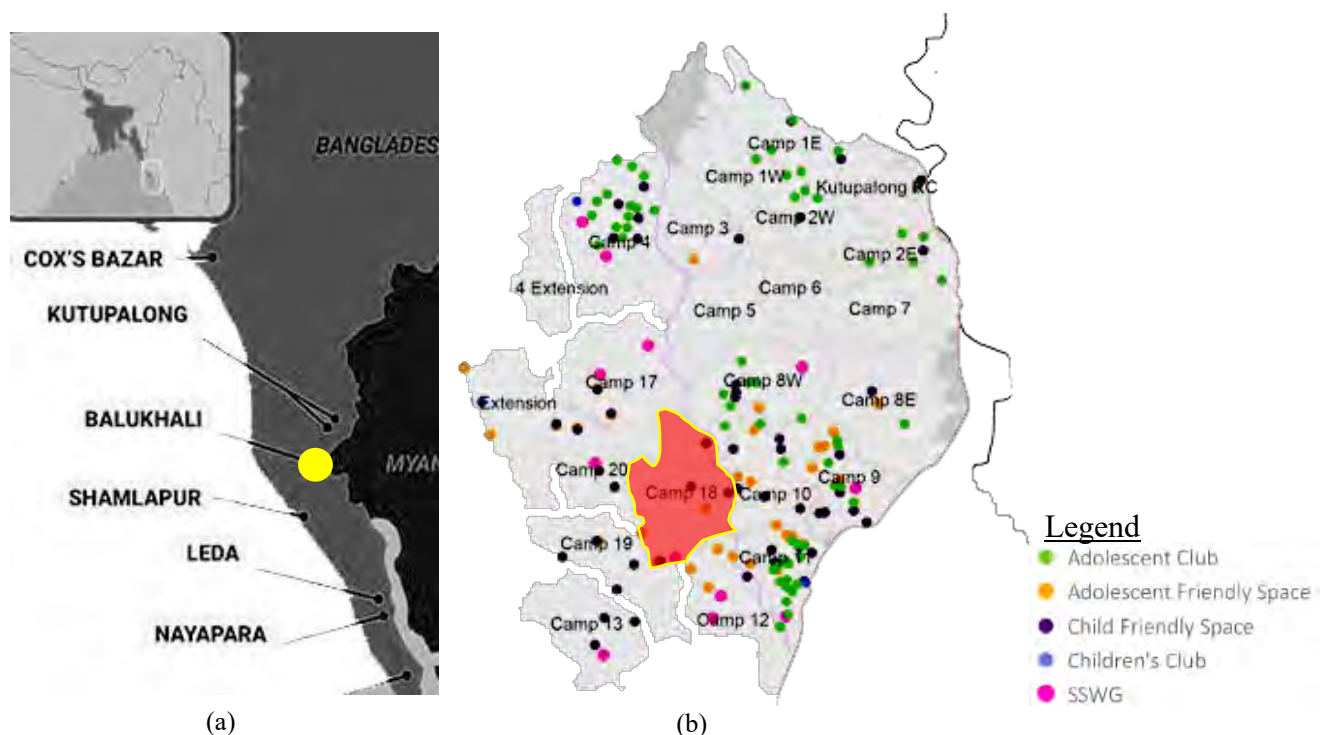 BANGLADES
COX'S BAZAR
KUTUPALONG
BALUKHALI
MYAN
SHAMLAPUR
LEDA
NAYAPARA
(a)
Camp 1E
Camp 1W
Kutupalong RC
Camp 2W
Camp 3
Camp 4
Camp 2E
4 Extension
Camp 6
Camp 5
Camp 7
Camp 17
Camp 8W
Camp 8E
Extension
Camp 20
Camp 9
Camp 18
Camp 10
Camp 19
Camp 11
Camp 12
Camp 13
(b)
Legend
Adolescent Club
Adolescent Friendly Space
Child Friendly Space
Children's Club
SSWG